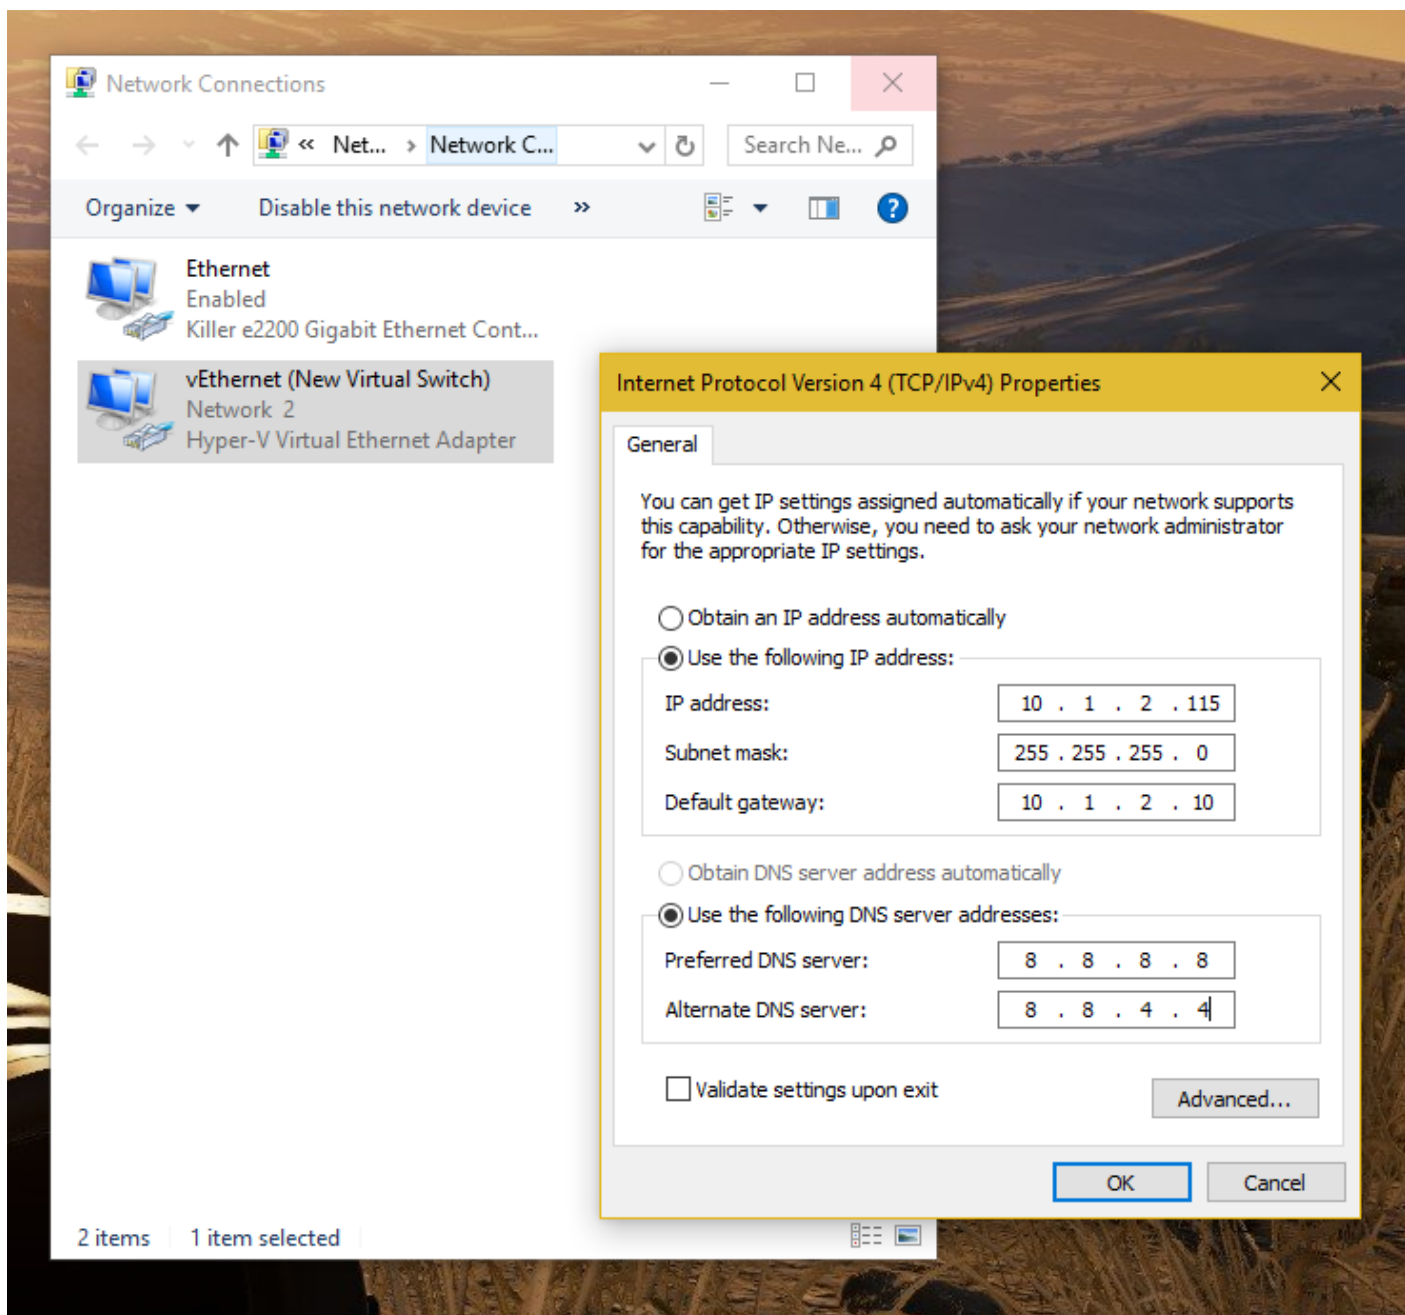 Network Connections
« Net... › Network C...
Search Ne...
Organize
Disable this network device
»
?
Ethernet
Enabled
Killer e2200 Gigabit Ethernet Cont...
vEthernet (New Virtual Switch)
Network 2
Hyper-V Virtual Ethernet Adapter
2 items
1 item selected
Internet Protocol Version 4 (TCP/IPv4) Properties
General
You can get IP settings assigned automatically if your network supports
this capability. Otherwise, you need to ask your network administrator
for the appropriate IP settings.
Obtain an IP address automatically
Use the following IP address:
IP address: 10 . 1 . 2 . 115
Subnet mask: 255 . 255 . 255 . 0
Default gateway: 10 . 1 . 2 . 10
Obtain DNS server address automatically
Use the following DNS server addresses:
Preferred DNS server: 8 . 8 . 8 . 8
Alternate DNS server: 8 . 8 . 4 . 4
Validate settings upon exit
Advanced...
OK
Cancel